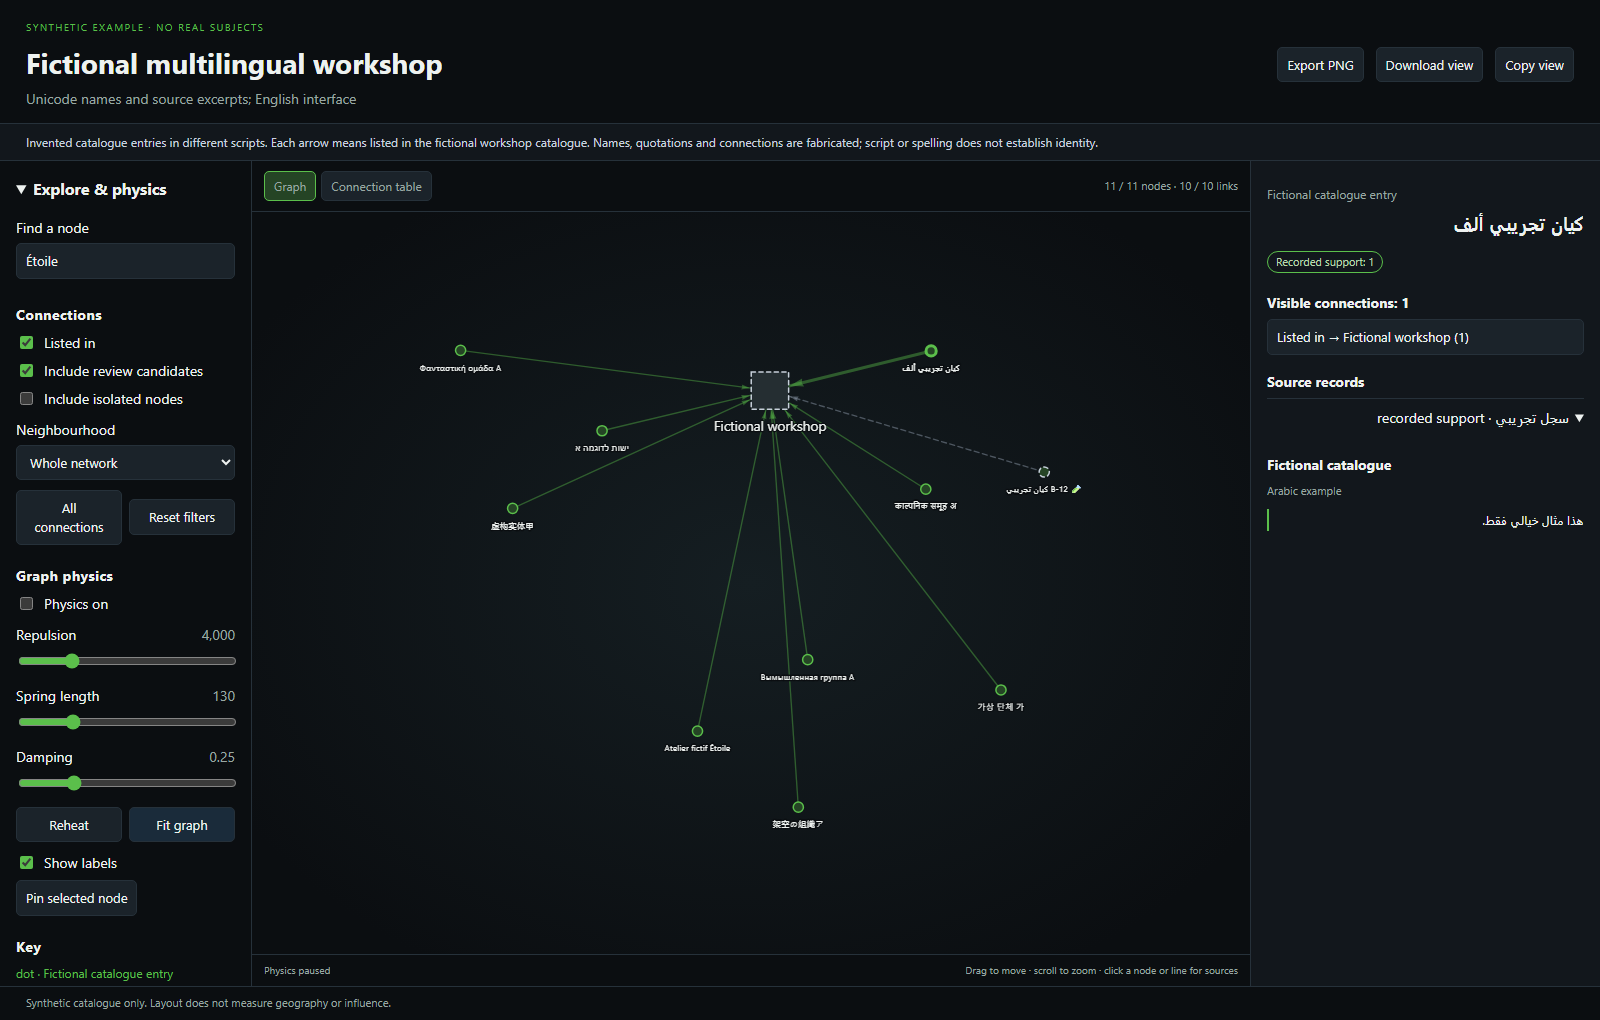 SYNTHETIC EXAMPLE · NO REAL SUBJECTS
Fictional multilingual workshop
Unicode names and source excerpts; English interface
Export PNG
Download view
Copy view
Invented catalogue entries in different scripts. Each arrow means listed in the fictional workshop catalogue. Names, quotations and connections are fabricated; script or spelling does not establish identity.
▼ Explore & physics
Find a node
Étoile
Connections
Listed in
Include review candidates
Include isolated nodes
Neighbourhood
Whole network
All
connections
Reset filters
Graph physics
Physics on
Repulsion 4,000
Spring length 130
Damping 0.25
Reheat
Fit graph
Show labels
Pin selected node
Key
dot · Fictional catalogue entry
Graph
Connection table
11 / 11 nodes · 10 / 10 links
Φανταστική ομάδα Α
كيان تجريبي ألف
Fictional workshop
ישות לדוגמה א
كيان تجريبي B-12
काल्पनिक समूह अ
虚构实体甲
Вымышленная группа А
가상 단체 가
Atelier fictif Étoile
架空の組織ア
Physics paused
Drag to move · scroll to zoom · click a node or line for sources
Fictional catalogue entry
كيان تجريبي ألف
Recorded support: 1
Visible connections: 1
Listed in → Fictional workshop (1)
Source records
▼ سجل تجريبي · recorded support
Fictional catalogue
Arabic example
هذا مثال خيالي فقط.
Synthetic catalogue only. Layout does not measure geography or influence.